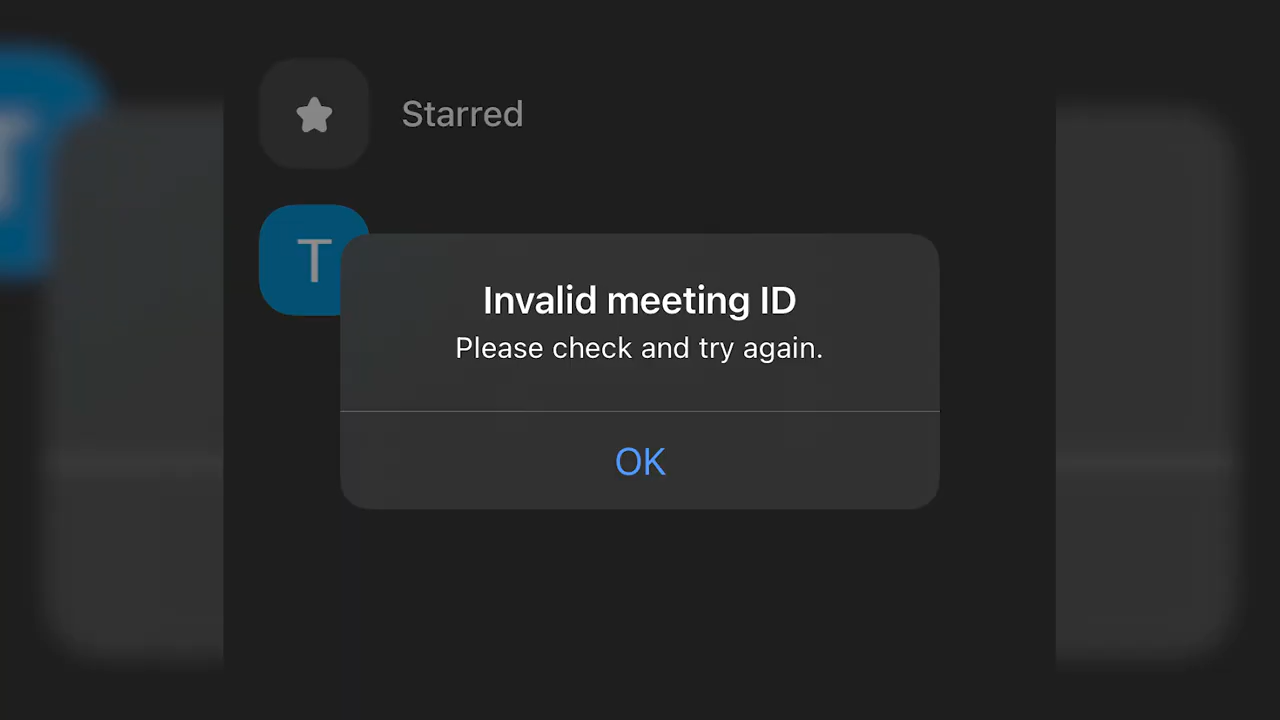 Starred
T
Invalid meeting ID
Please check and try again.
OK